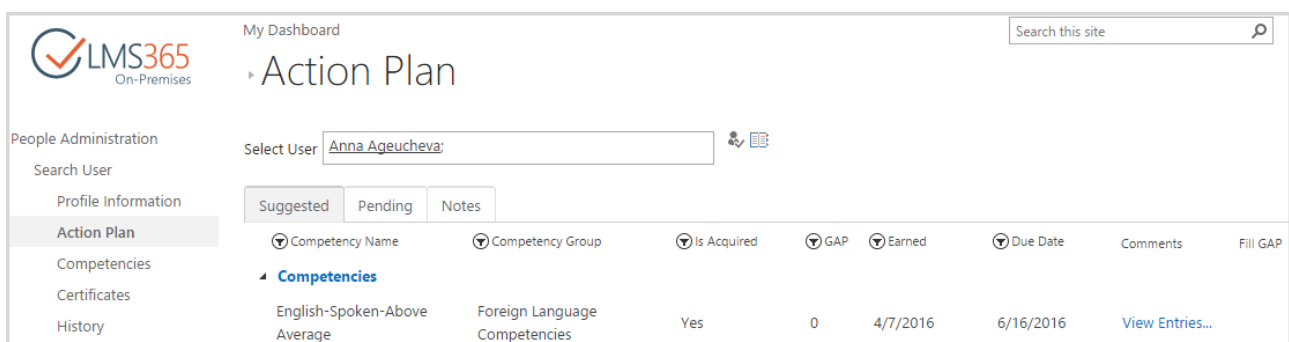 LMS365
On-Premises
My Dashboard
Search this site
Action Plan
People Administration
Search User
Profile Information
Action Plan
Competencies
Certificates
History
Select User Anna Ageucheva;
Suggested Pending Notes
Competency Name Competency Group Is Acquired GAP Earned Due Date Comments Fill GAP
Competencies
English-Spoken-Above Foreign Language
Average Competencies
Yes 0 4/7/2016 6/16/2016 View Entries...